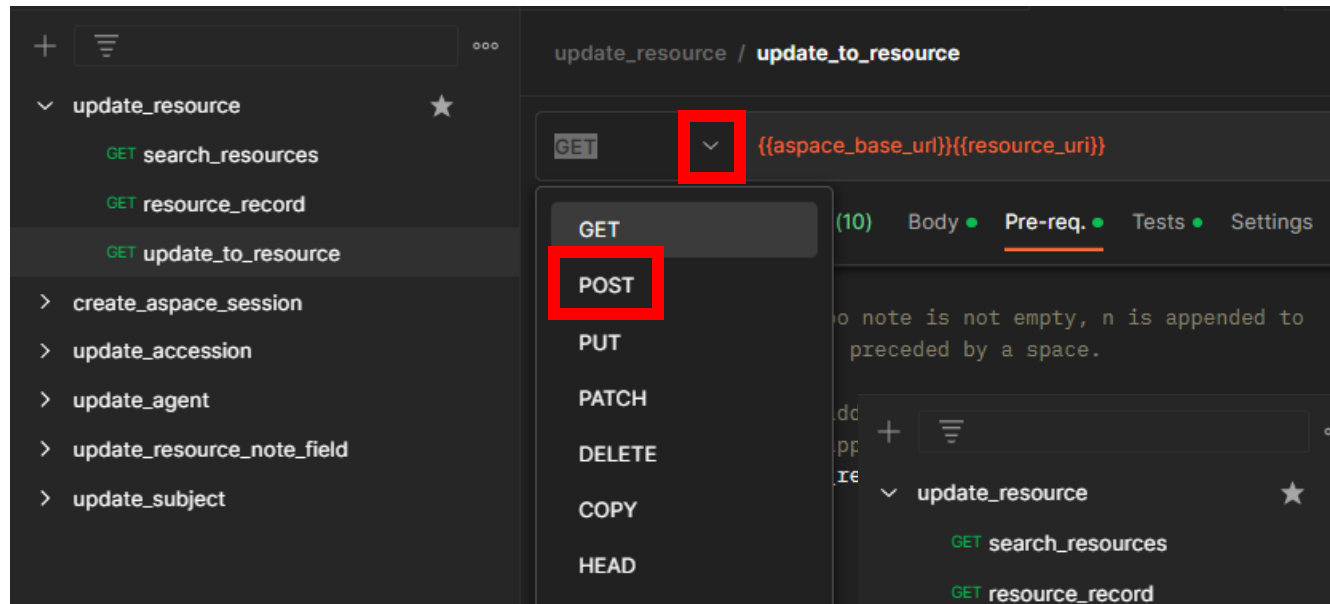 update_resource
GET search_resources
GET resource_record
GET update_to_resource
create_aspace_session
update_accession
update_agent
update_resource_note_field
update_subject
update_resource / update_to_resource
GET {{aspace_base_url}}{{resource_uri}}
(10) Body Pre-req. Tests Settings
GET
POST
PUT
PATCH
DELETE
COPY
HEAD
note is not empty, n is appended to
preceded by a space.
update_resource
GET search_resources
GET resource_record